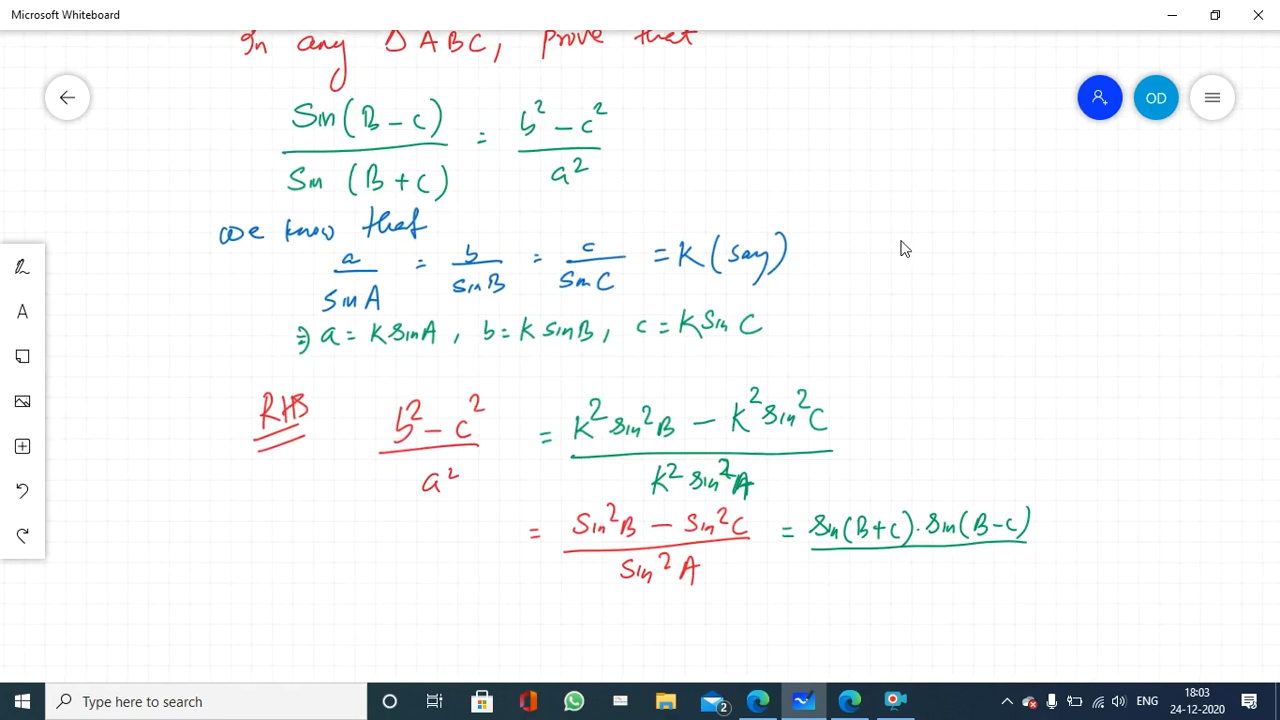 Microsoft Whiteboard
In any Δ ABC, prove that
Sin(B-c)/Sin (B+c) = b²-c²/a²
OD
we know that
a/sinA = b/sinB = c/sinC = K (say)
⇒ a = K sinA, b = K sinB, c = K sin C
RHS b²-c²/a² = K² sin²B - K² sin²C / K² sin²A
= Sin²B - Sin²C / Sin²A = Sin(B+c).Sin(B-c)
Type here to search
2
ENG
18:03
24-12-2020